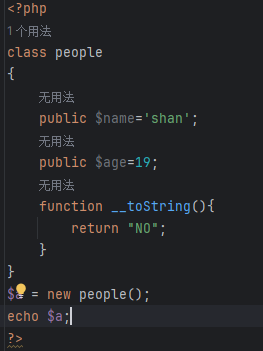 <?php
1 个用法
class people
{
无用法
public $name='shan';
无用法
public $age=19;
无用法
function __toString(){
return "NO";
}
}
$ = new people();
echo $a;
?>